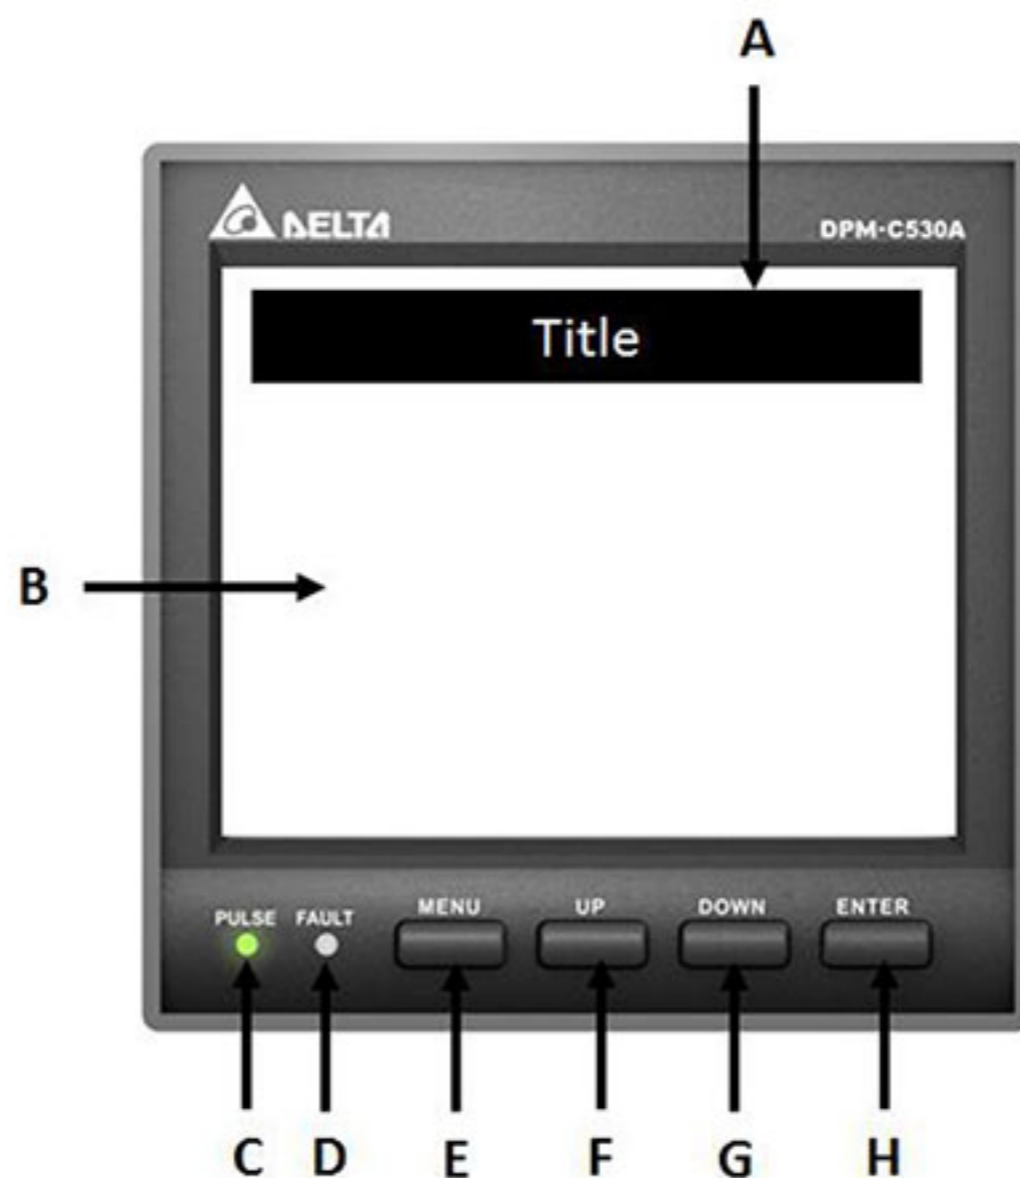 A
DELTA
DPM-C530A
Title
B
PULSE FAULT MENU UP DOWN ENTER
C D E F G H